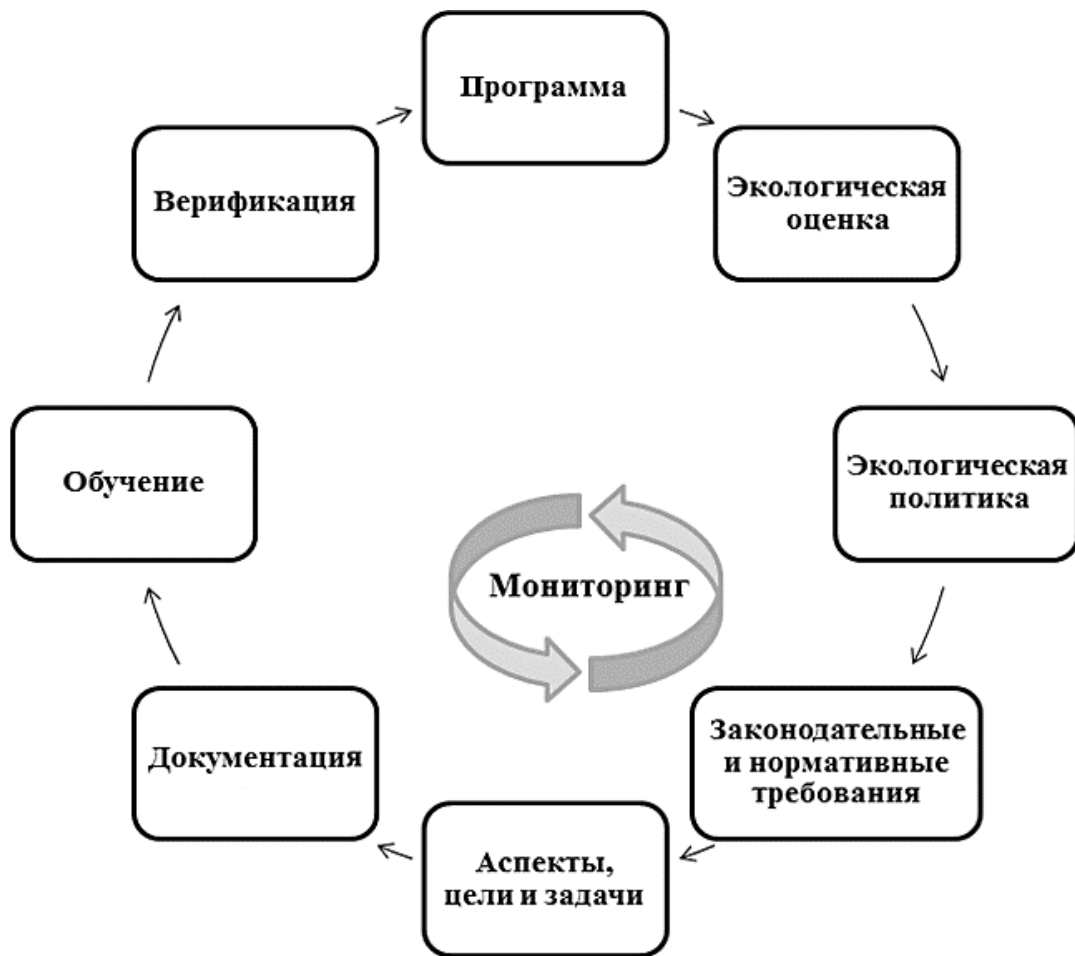 Программа
Экологическая
оценка
Экологическая
политика
Законодательные
и нормативные
требования
Аспекты,
цели и задачи
Документация
Обучение
Верификация
Мониторинг